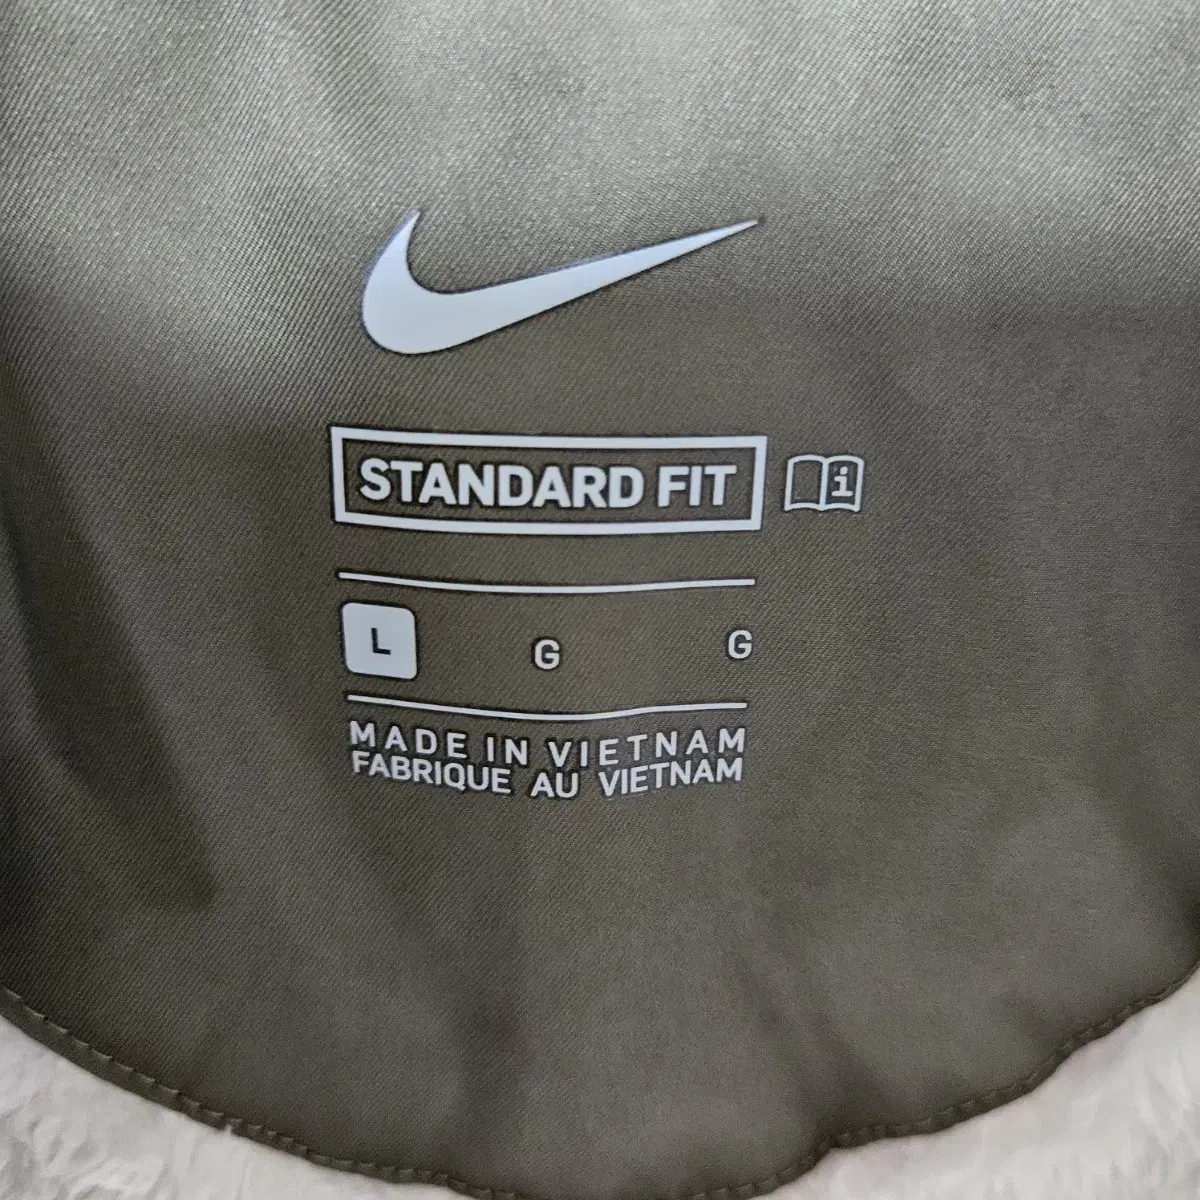 STANDARD FIT i
L G G
MADE IN VIETNAM
FABRIQUE AU VIETNAM